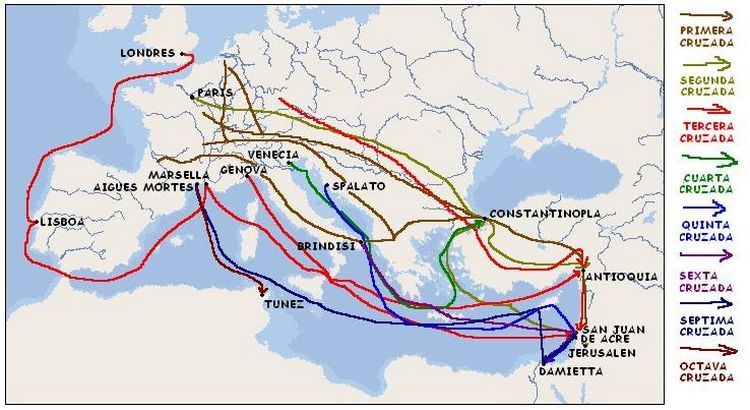 LONDRES
PARIS
VENECIA
MARSELLA
GENOVA
AIGUES MORTES
SPALATO
LISBOA
CONSTANTINOPLA
BRINDISI
ANTIOQUIA
TUNEZ
SAN JUAN
DE ACRE
JERUSALEN
DAMIETTA
PRIMERA
CRUZADA
SEGUNDA
CRUZADA
TERCERA
CRUZADA
CUARTA
CRUZADA
QUINTA
CRUZADA
SEXTA
CRUZADA
SEPTIMA
CRUZADA
OCTAVA
CRUZADA